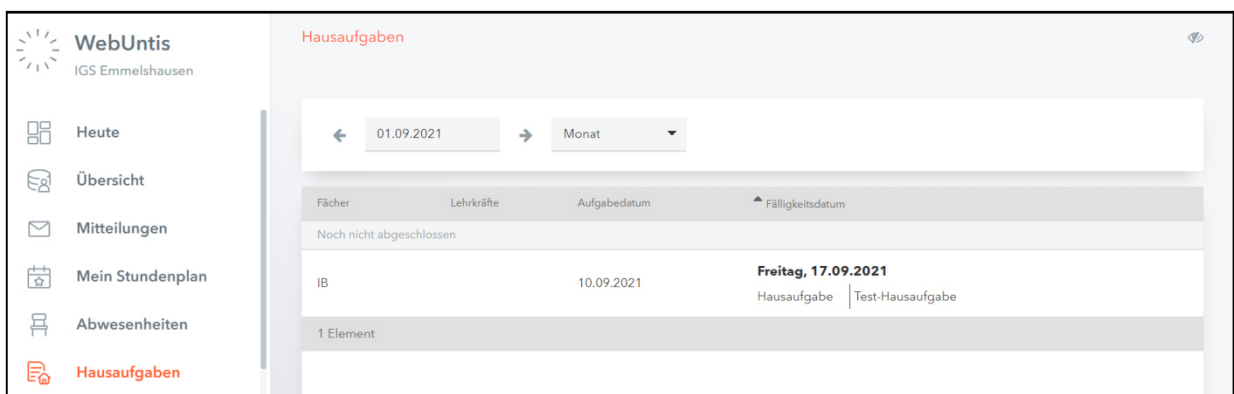 WebUntis
IGS Emmelshausen
Heute
Übersicht
Mitteilungen
Mein Stundenplan
Abwesenheiten
Hausaufgaben
Hausaufgaben
01.09.2021 Monat
Fächer Lehrkräfte Aufgabedatum Fälligkeitsdatum
Noch nicht abgeschlossen
IB 10.09.2021 Freitag, 17.09.2021
Hausaufgabe Test-Hausaufgabe
1 Element